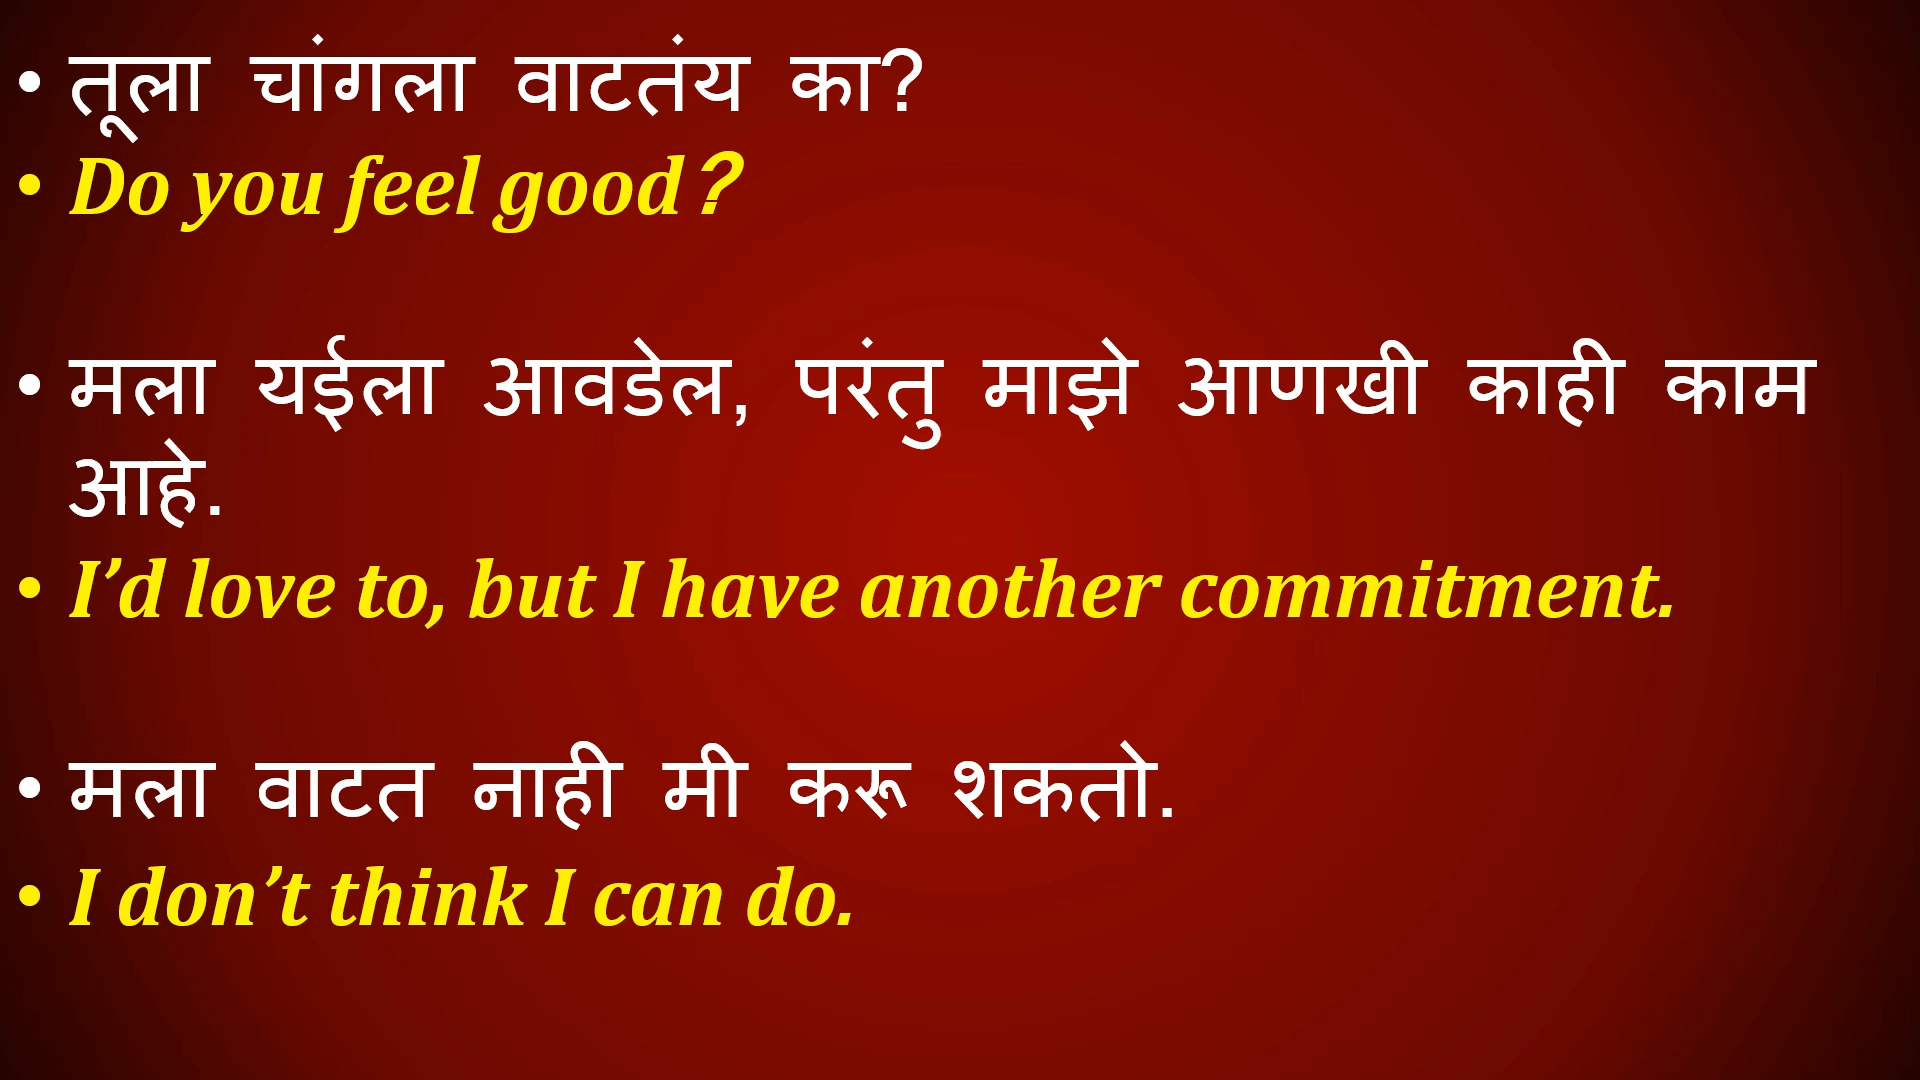 • तूला चांगला वाटतंय का?
• Do you feel good?
• मला यईला आवडेल, परंतु माझे आणखी काही काम
आहे.
• I’d love to, but I have another commitment.
• मला वाटत नाही मी करू शकतो.
• I don’t think I can do.